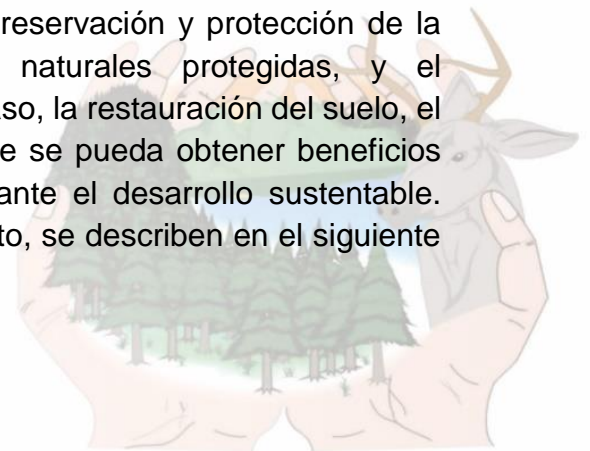 reservación y protección de la
naturales protegidas, y el
so, la restauración del suelo, el
e se pueda obtener beneficios
ante el desarrollo sustentable.
to, se describen en el siguiente